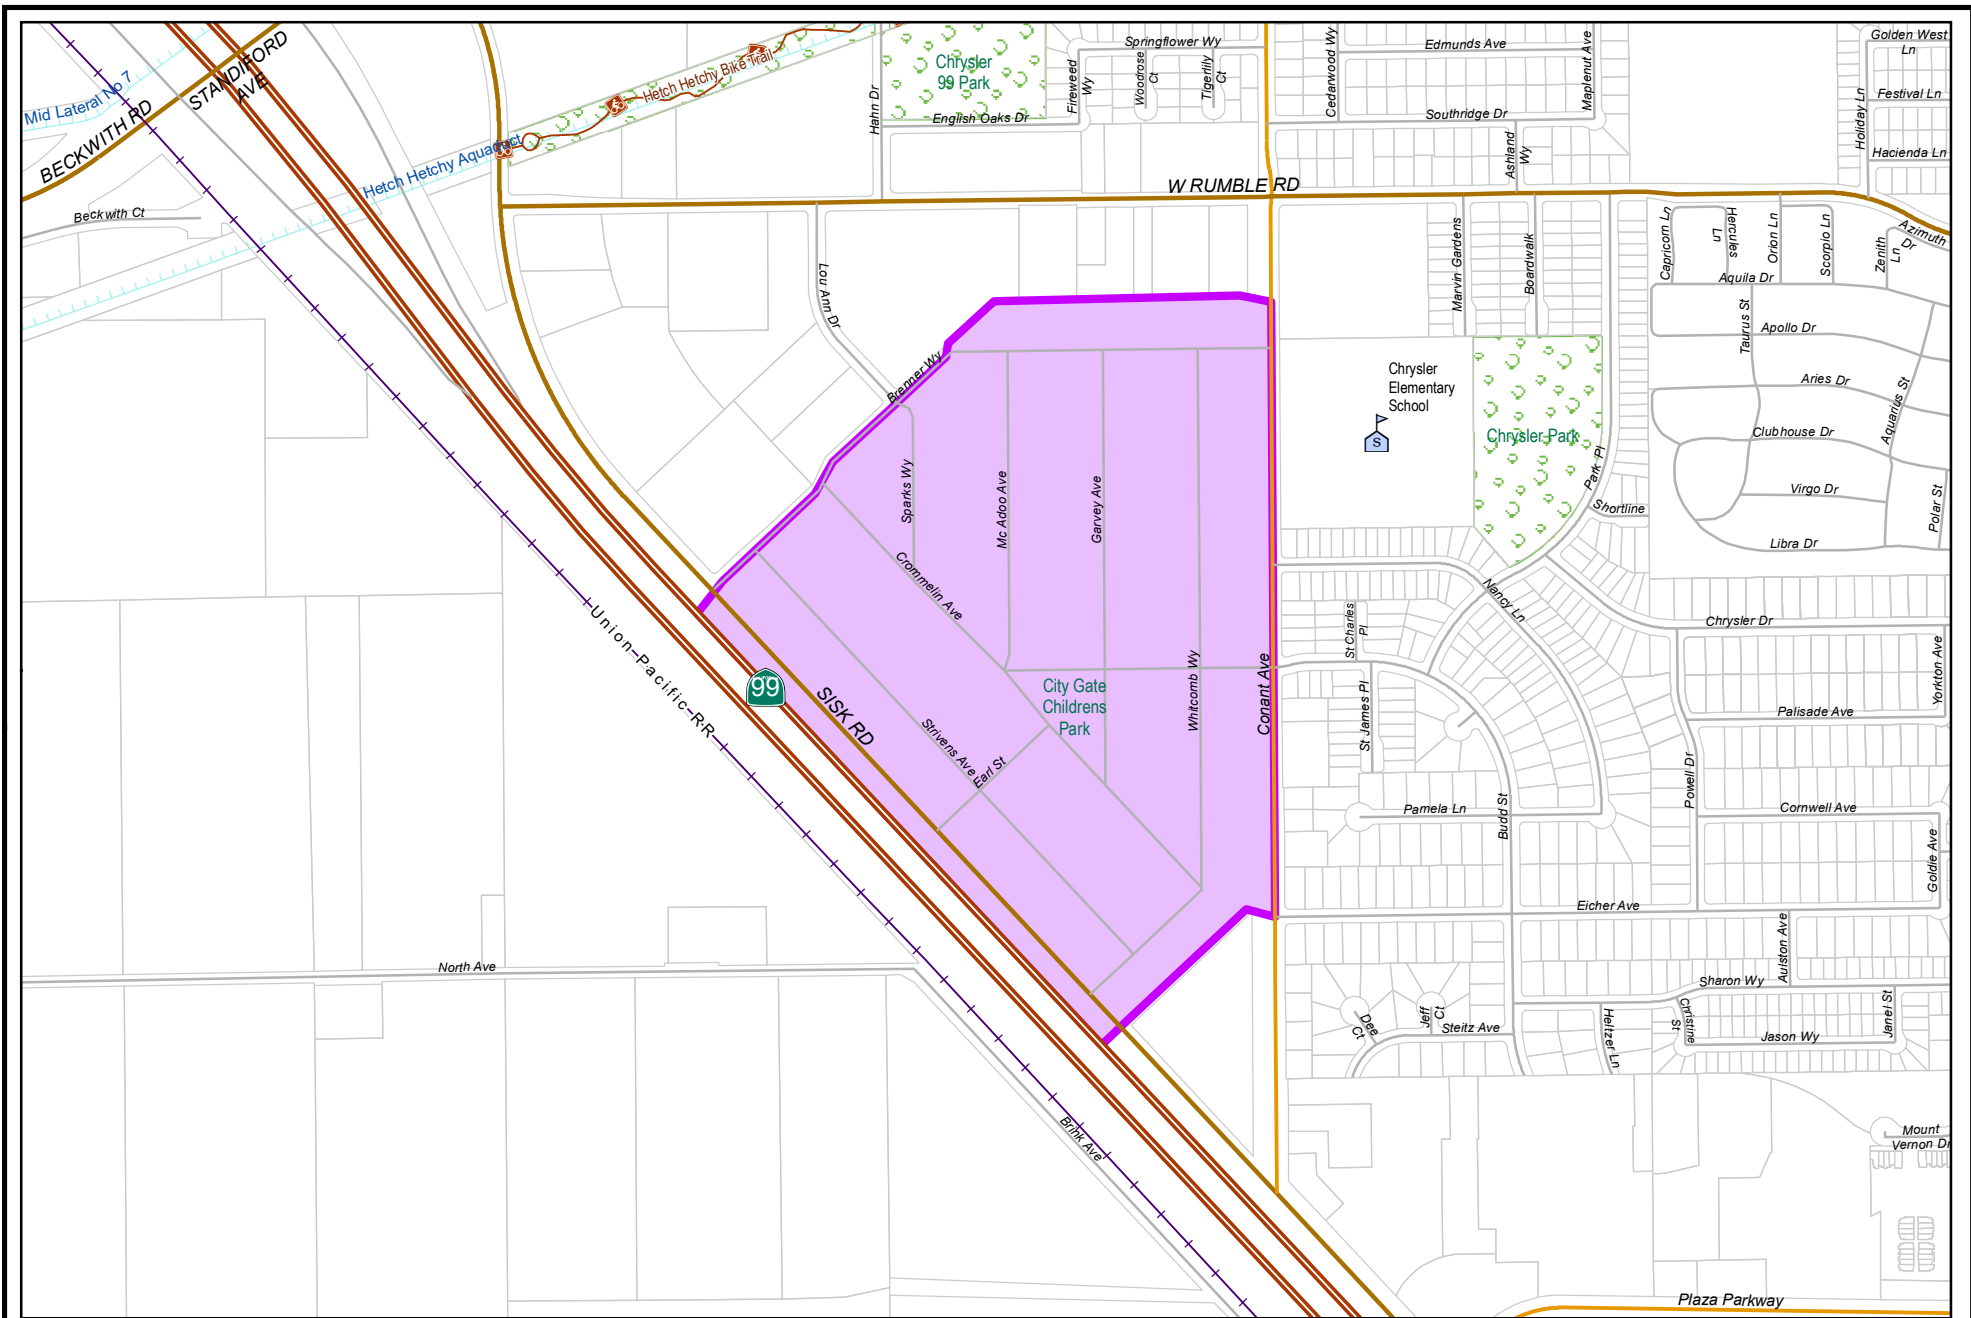 Mid Lateral No 7
BECKWITH RD
STANDIFORD
AVE
Beckwith Ct
Hetch Hetchy Aquaduct
Hetch Hetchy Bike Trail
Hahn Dr
Chrysler
99 Park
English Oaks Dr
Fireweed
Wy
Springflower Wy
Woodrose
Ct
Tigerlily
Ct
Cedarwood Wy
Edmunds Ave
Maplenut Ave
Southridge Dr
Ashland
Wy
Golden West
Ln
Festival Ln
Holiday Ln
Hacienda Ln
W RUMBLE RD
Lou Ann Dr
Brenner Wy
Marvin Gardens
Boardwalk
Capricorn Ln
Hercules
Ln
Orion Ln
Scorpio Ln
Zenith
Ln
Azimuth
Dr
Aquila Dr
Taurus St
Apollo Dr
Aries Dr
Aquarius St
Clubhouse Dr
Virgo Dr
Polar St
Libra Dr
Chrysler
Elementary
School
S
Chrysler Park
Park Pl
Shortline
Sparks Wy
Mc Adoo Ave
Garvey Ave
Crommelin Ave
Whitcomb Wy
Conant Ave
City Gate
Childrens
Park
Strivens Ave
Earl St
SISK RD
99
Union Pacific RR
Nancy Ln
St Charles
Pl
St James Pl
Chrysler Dr
Yorkton Ave
Palisade Ave
Powell Dr
Pamela Ln
Budd St
Cornwell Ave
Goldie Ave
Eicher Ave
Aulston Ave
North Ave
Sharon Wy
Dee
Ct
Jeff
Ct
Steitz Ave
Heltzer Ln
Christine
St
Jason Wy
Janel St
Brink Ave
Mount
Vernon Dr
Plaza Parkway